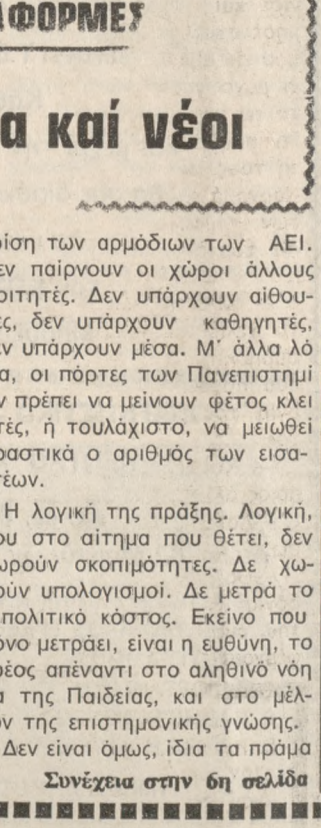 ΑΦΟΡΜΕΣ
α καί νέοι
ρίση των αρμόδιων των ΑΕΙ.
εν παίρνουν οι χώροι άλλους
οιτητές. Δεν υπάρχουν αίθου-
ες, δεν υπάρχουν καθηγητές,
εν υπάρχουν μέσα. Μ' άλλα λό
α, οι πόρτες των Πανεπιστημί
ν πρέπει να μείνουν φέτος κλει
τές, ή τουλάχιστο, να μειωθεί
ραστικά ο αριθμός των εισα-
τέων.
Η λογική της πράξης. Λογική,
ου στο αίτημα που θέτει, δεν
ωρούν σκοπιμότητες. Δε χω-
ούν υπολογισμοί. Δε μετρά το
πολιτικό κόστος. Εκείνο που
όνο μετράει, είναι η ευθύνη, το
ρέος απέναντι στο αληθινό νόη
α της Παιδείας, και στο μέλ-
ον της επιστημονικής γνώσης.
Δεν είναι όμως, ίδια τα πράμα
Συνέχεια στην 6η σελίδα